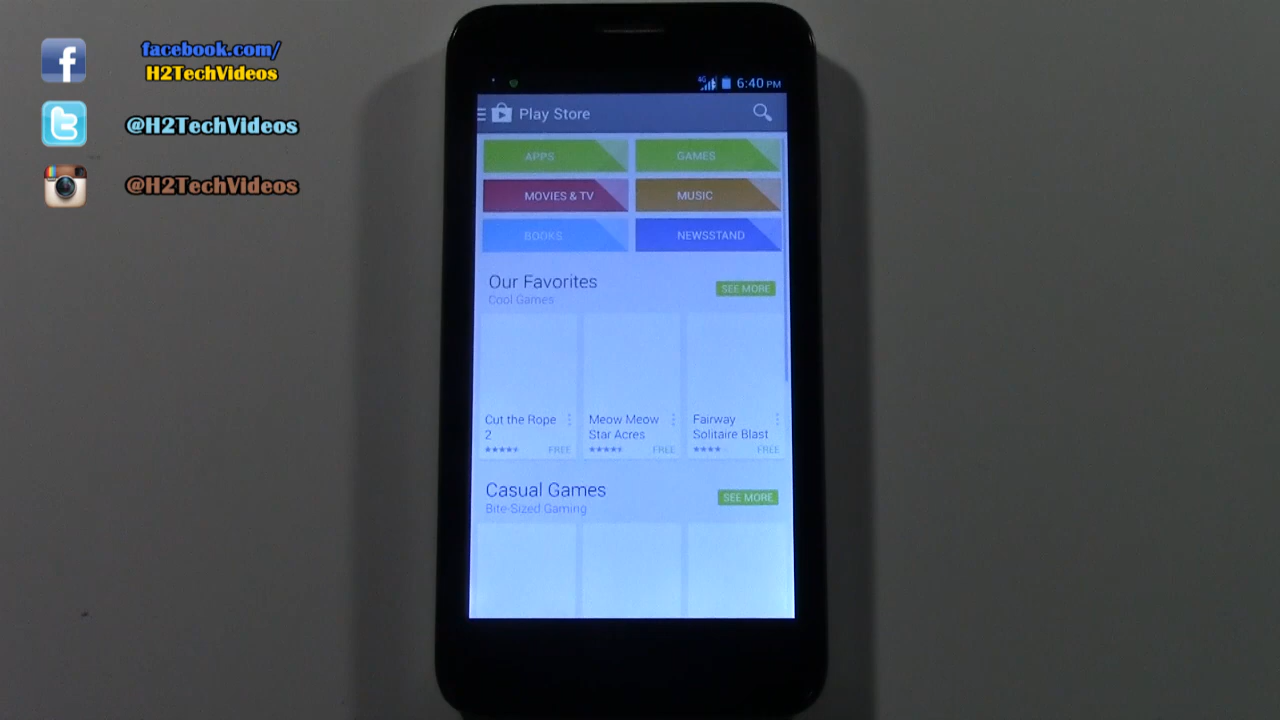 facebook.com/
H2TechVideos
@H2TechVideos
@H2TechVideos
4G
6:40 PM
Play Store
APPS
GAMES
MOVIES & TV
MUSIC
BOOKS
NEWSSTAND
Our Favorites
Cool Games
SEE MORE
Cut the Rope
2
FREE
Meow Meow
Star Acres
FREE
Fairway
Solitaire Blast
FREE
Casual Games
Bite-Sized Gaming
SEE MORE